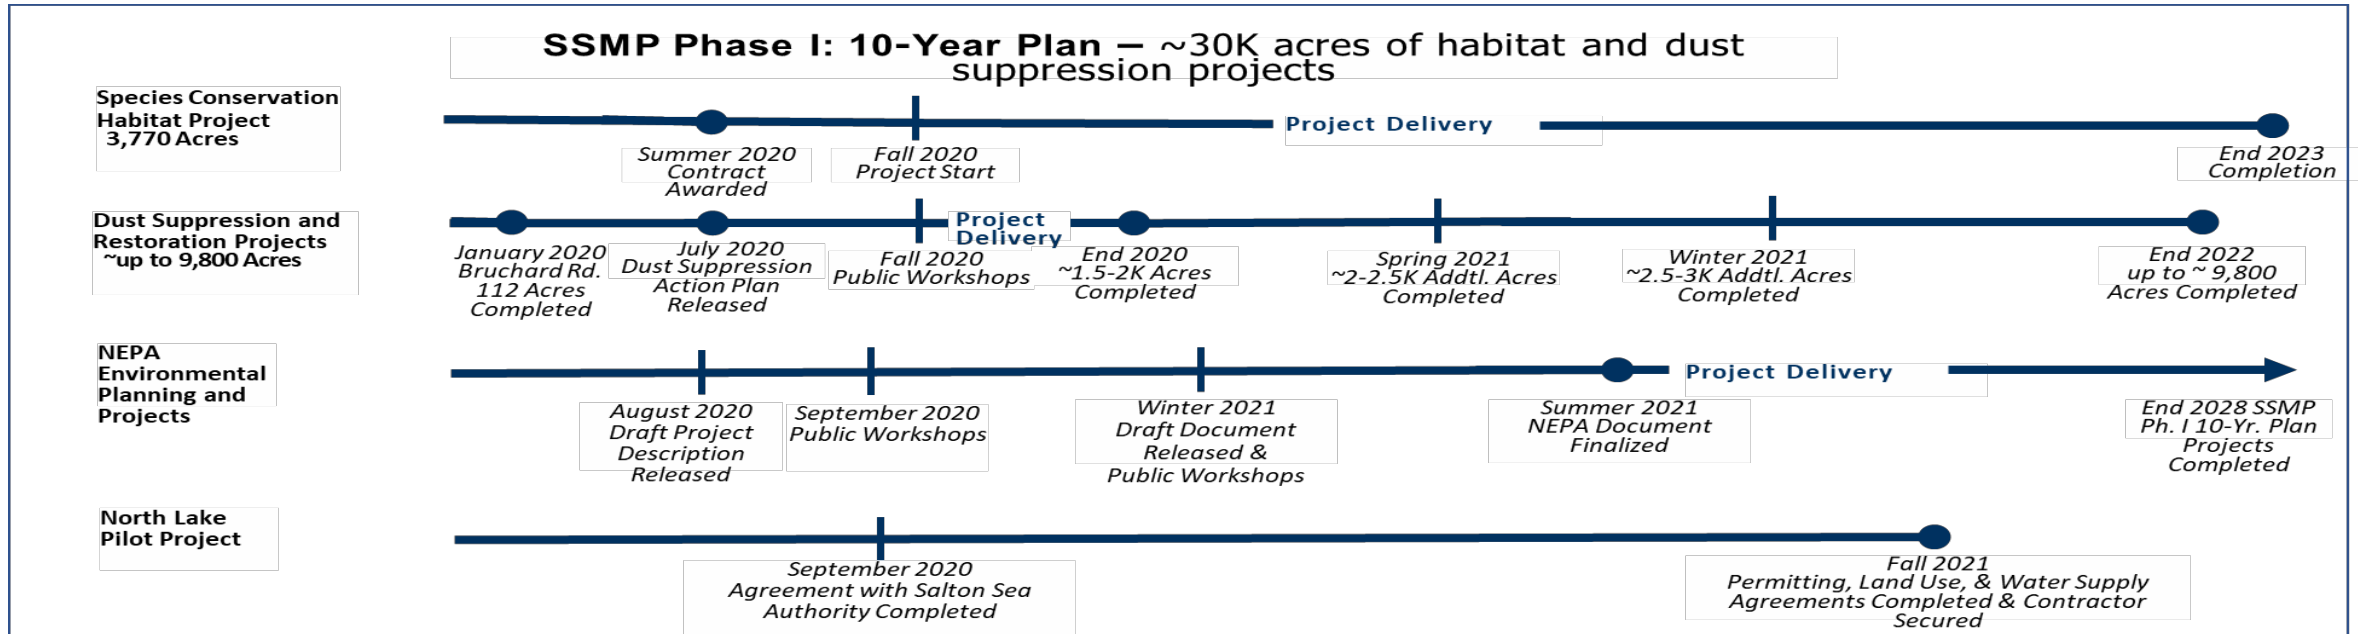 SSMP Phase I: 10-Year Plan – ~30K acres of habitat and dust
suppression projects
Species Conservation
Habitat Project
3,770 Acres
Project Delivery
Summer 2020
Contract
Awarded
Fall 2020
Project Start
End 2023
Completion
Dust Suppression and
Restoration Projects
~up to 9,800 Acres
Project
Delivery
January 2020
Bruchard Rd.
112 Acres
Completed
July 2020
Dust Suppression
Action Plan
Released
Fall 2020
Public Workshops
End 2020
~1.5-2K Acres
Completed
Spring 2021
~2-2.5K Addtl. Acres
Completed
Winter 2021
~2.5-3K Addtl. Acres
Completed
End 2022
up to ~ 9,800
Acres Completed
NEPA
Environmental
Planning and
Projects
Project Delivery
August 2020
Draft Project
Description
Released
September 2020
Public Workshops
Winter 2021
Draft Document
Released &
Public Workshops
Summer 2021
NEPA Document
Finalized
End 2028 SSMP
Ph. I 10-Yr. Plan
Projects
Completed
North Lake
Pilot Project
September 2020
Agreement with Salton Sea
Authority Completed
Fall 2021
Permitting, Land Use, & Water Supply
Agreements Completed & Contractor
Secured